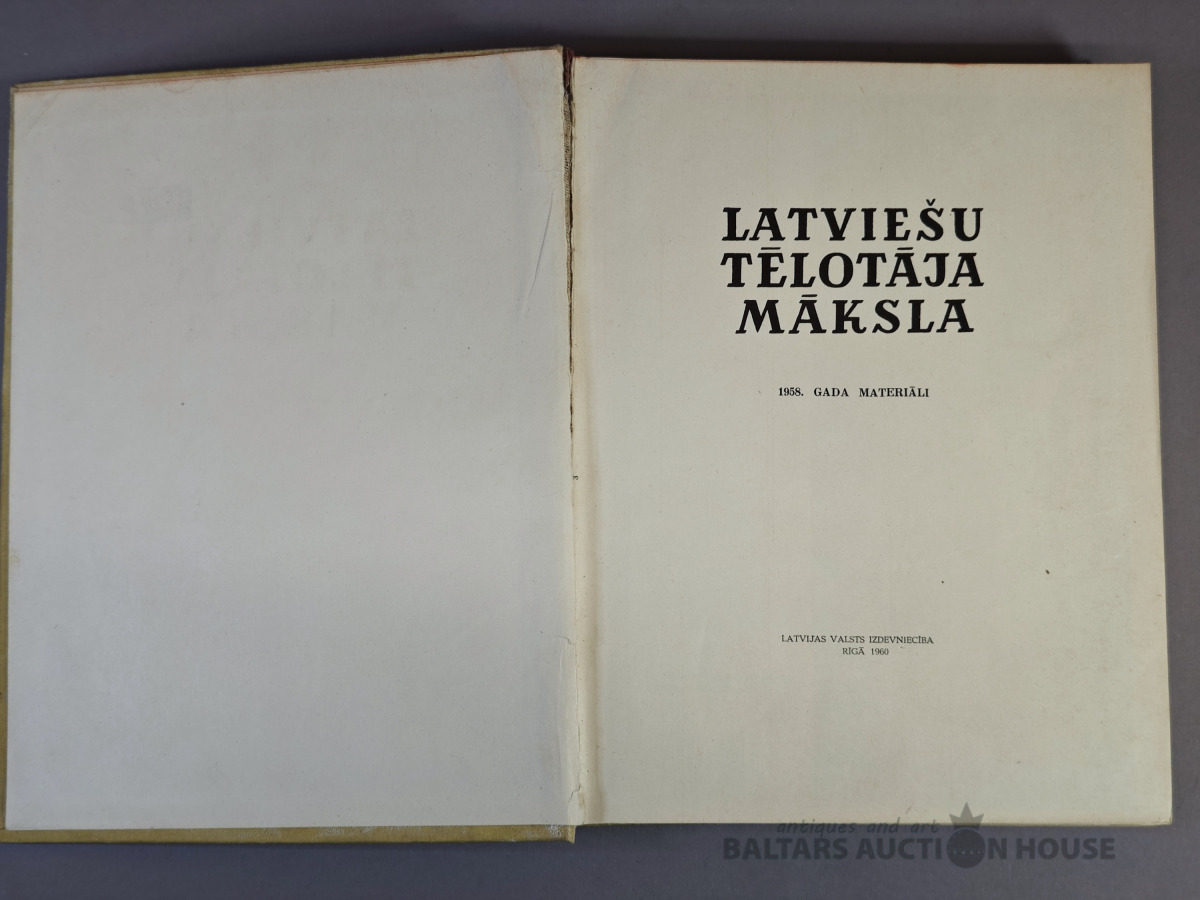 LATVIEŠU
TĒLOTĀJA
MĀKSLA
1958. GADA MATERIĀLI
LATVIJAS VALSTS IZDEVNIECĪBA
RĪGĀ 1960
antiques and art
BALTARS AUCTION HOUSE